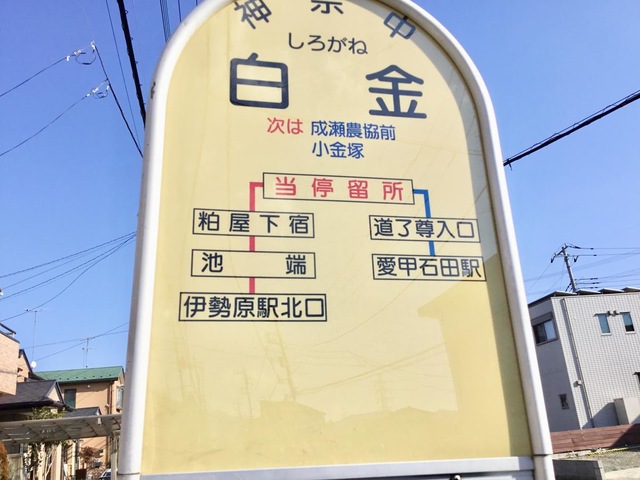 神奈中
しろがね
白金
次は 成瀬農協前
小金塚
当停留所
粕屋下宿
道了尊入口
池端
愛甲石田駅
伊勢原駅北口